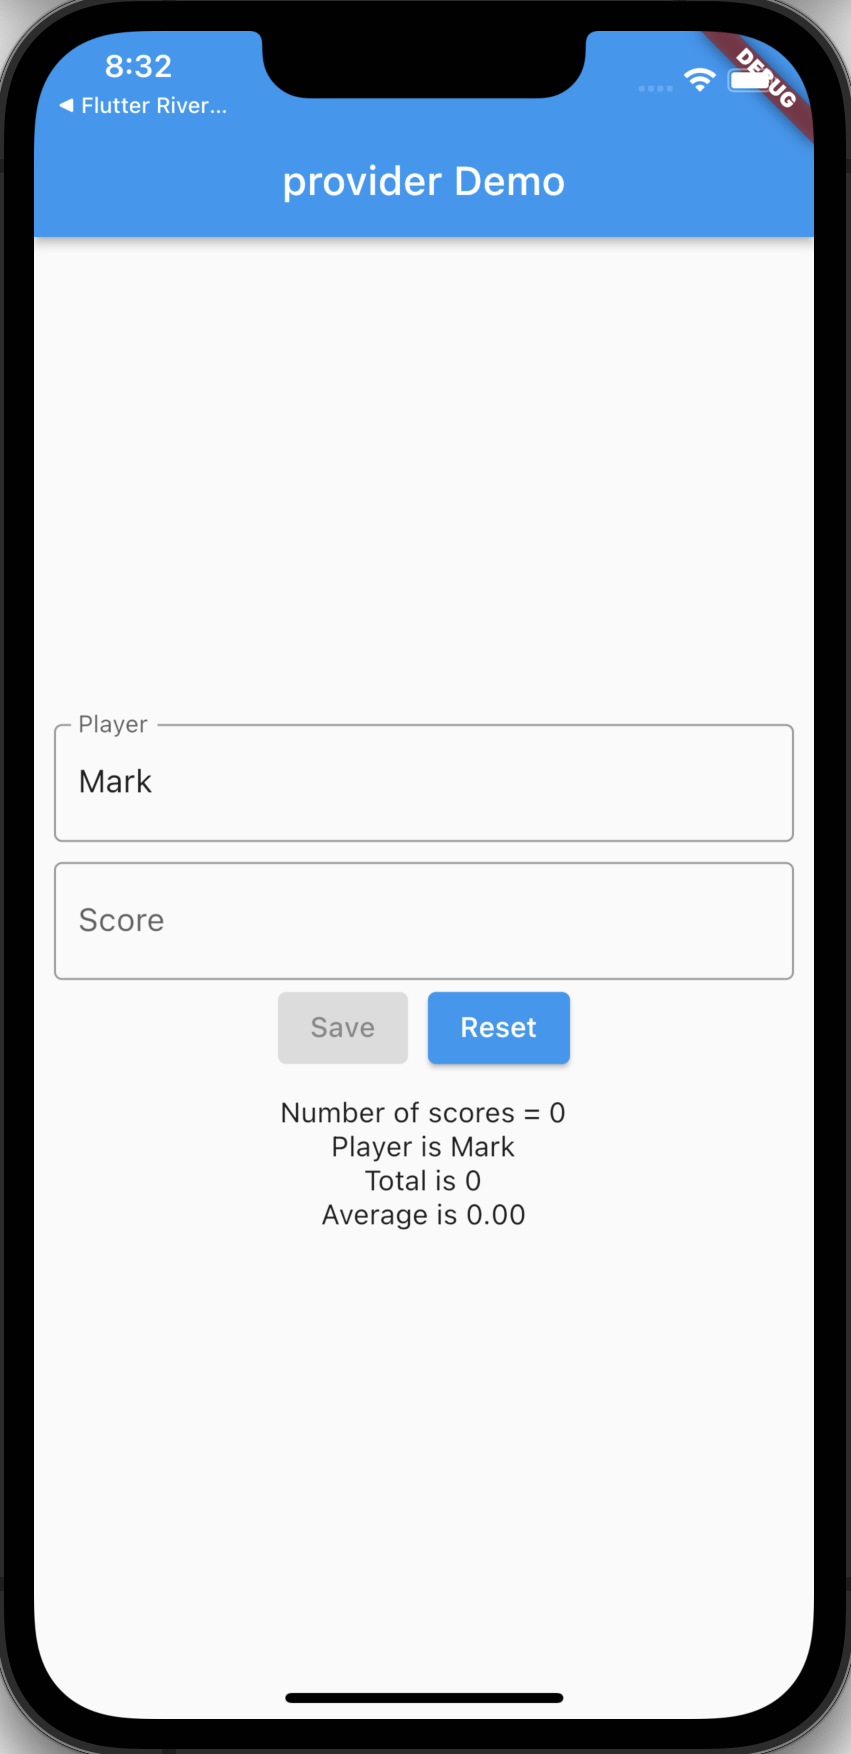 8:32
DEBUG
◀ Flutter River...
provider Demo
Player
Mark
Score
Save Reset
Number of scores = 0
Player is Mark
Total is 0
Average is 0.00